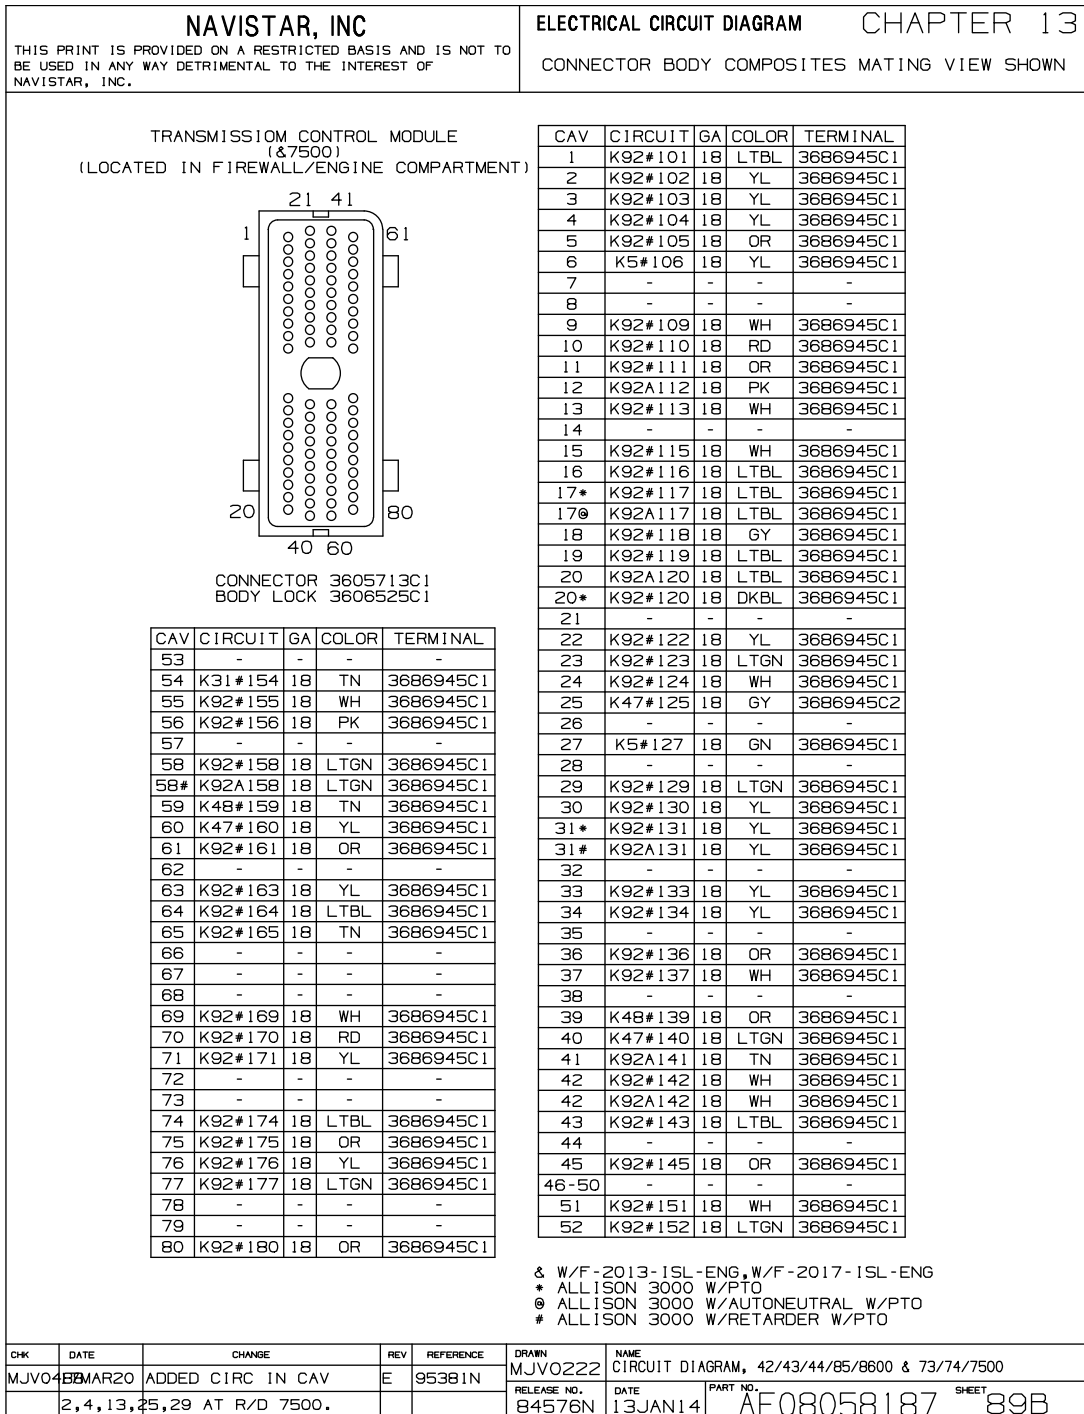 NAVISTAR, INC
THIS PRINT IS PROVIDED ON A RESTRICTED BASIS AND IS NOT TO
BE USED IN ANY WAY DETRIMENTAL TO THE INTEREST OF
NAVISTAR, INC.
ELECTRICAL CIRCUIT DIAGRAM CHAPTER 13
CONNECTOR BODY COMPOSITES MATING VIEW SHOWN
TRANSMISSIOM CONTROL MODULE
(&7500)
(LOCATED IN FIREWALL/ENGINE COMPARTMENT)
21 41
1 61
20 80
40 60
CONNECTOR 3605713C1
BODY LOCK 3606525C1
CAV CIRCUIT GA COLOR TERMINAL
53 - - - -
54 K31#154 18 TN 3686945C1
55 K92#155 18 WH 3686945C1
56 K92#156 18 PK 3686945C1
57 - - - -
58 K92#158 18 LTGN 3686945C1
58# K92A158 18 LTGN 3686945C1
59 K48#159 18 TN 3686945C1
60 K47#160 18 YL 3686945C1
61 K92#161 18 OR 3686945C1
62 - - - -
63 K92#163 18 YL 3686945C1
64 K92#164 18 LTBL 3686945C1
65 K92#165 18 TN 3686945C1
66 - - - -
67 - - - -
68 - - - -
69 K92#169 18 WH 3686945C1
70 K92#170 18 RD 3686945C1
71 K92#171 18 YL 3686945C1
72 - - - -
73 - - - -
74 K92#174 18 LTBL 3686945C1
75 K92#175 18 OR 3686945C1
76 K92#176 18 YL 3686945C1
77 K92#177 18 LTGN 3686945C1
78 - - - -
79 - - - -
80 K92#180 18 OR 3686945C1
CAV CIRCUIT GA COLOR TERMINAL
1 K92#101 18 LTBL 3686945C1
2 K92#102 18 YL 3686945C1
3 K92#103 18 YL 3686945C1
4 K92#104 18 YL 3686945C1
5 K92#105 18 OR 3686945C1
6 K5#106 18 YL 3686945C1
7 - - - -
8 - - - -
9 K92#109 18 WH 3686945C1
10 K92#110 18 RD 3686945C1
11 K92#111 18 OR 3686945C1
12 K92A112 18 PK 3686945C1
13 K92#113 18 WH 3686945C1
14 - - - -
15 K92#115 18 WH 3686945C1
16 K92#116 18 LTBL 3686945C1
17* K92#117 18 LTBL 3686945C1
17@ K92A117 18 LTBL 3686945C1
18 K92#118 18 GY 3686945C1
19 K92#119 18 LTBL 3686945C1
20 K92A120 18 LTBL 3686945C1
20* K92#120 18 DKBL 3686945C1
21 - - - -
22 K92#122 18 YL 3686945C1
23 K92#123 18 LTGN 3686945C1
24 K92#124 18 WH 3686945C1
25 K47#125 18 GY 3686945C2
26 - - - -
27 K5#127 18 GN 3686945C1
28 - - - -
29 K92#129 18 LTGN 3686945C1
30 K92#130 18 YL 3686945C1
31* K92#131 18 YL 3686945C1
31# K92A131 18 YL 3686945C1
32 - - - -
33 K92#133 18 YL 3686945C1
34 K92#134 18 YL 3686945C1
35 - - - -
36 K92#136 18 OR 3686945C1
37 K92#137 18 WH 3686945C1
38 - - - -
39 K48#139 18 OR 3686945C1
40 K47#140 18 LTGN 3686945C1
41 K92A141 18 TN 3686945C1
42 K92#142 18 WH 3686945C1
42 K92A142 18 WH 3686945C1
43 K92#143 18 LTBL 3686945C1
44 - - - -
45 K92#145 18 OR 3686945C1
46-50 - - - -
51 K92#151 18 WH 3686945C1
52 K92#152 18 LTGN 3686945C1
& W/F-2013-ISL-ENG,W/F-2017-ISL-ENG
* ALLISON 3000 W/PTO
@ ALLISON 3000 W/AUTONEUTRAL W/PTO
# ALLISON 3000 W/RETARDER W/PTO
CHK DATE CHANGE REV REFERENCE
ADDED CIRC IN CAV E 95381N
2,4,13,25,29 AT R/D 7500.
DRAWN MJV0222
NAME CIRCUIT DIAGRAM, 42/43/44/85/8600 & 73/74/7500
RELEASE NO. 84576N
DATE 13JAN14
PART NO. AF08058187
SHEET 89B